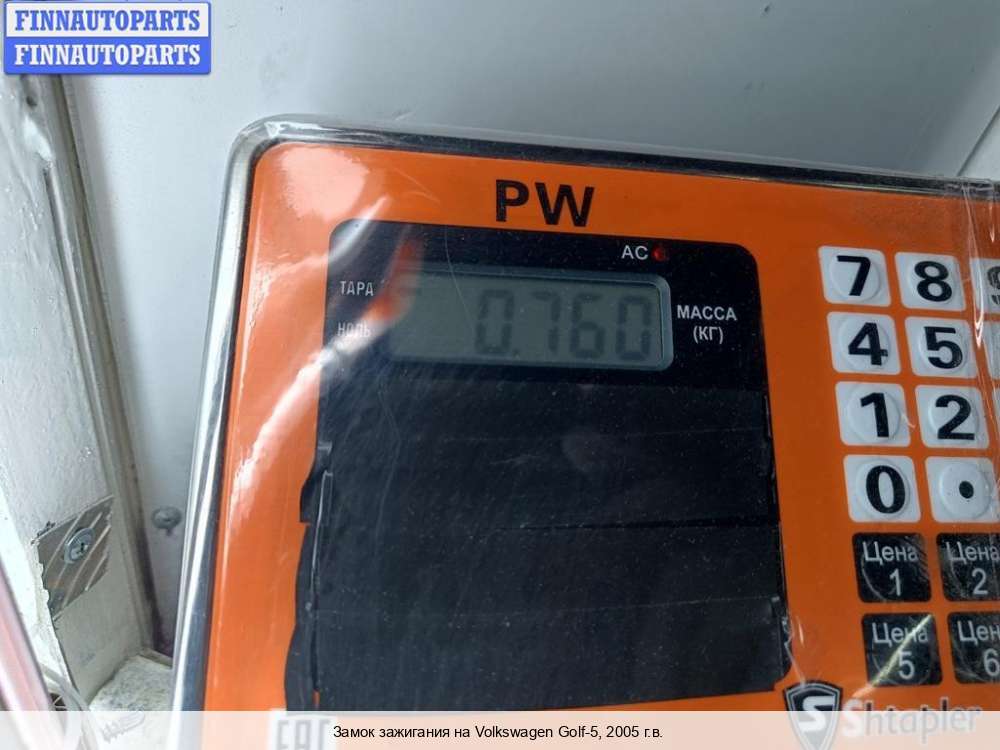 FINNAUTOPARTS
FINNAUTOPARTS
PW
AC
ТАРА
НОЛЬ
0.760
МАССА
(КГ)
7 8
4 5
1 2
0 .
Цена 1
Цена 2
Цена 5
Цена 6
S Shtapler
EAC
Замок зажигания на Volkswagen Golf-5, 2005 г.в.